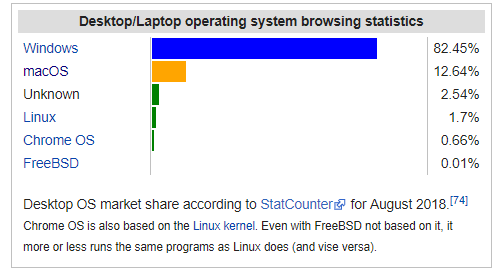 Desktop/Laptop operating system browsing statistics
Windows 82.45%
macOS 12.64%
Unknown 2.54%
Linux 1.7%
Chrome OS 0.66%
FreeBSD 0.01%
Desktop OS market share according to StatCounter for August 2018.[74]
Chrome OS is also based on the Linux kernel. Even with FreeBSD not based on it, it
more or less runs the same programs as Linux does (and vise versa).